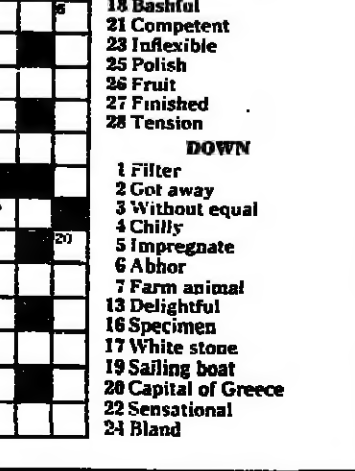 6
20
18 Bashful
21 Competent
23 Inflexible
25 Polish
26 Fruit
27 Finished
28 Tension
DOWN
1 Filter
2 Got away
3 Without equal
4 Chilly
5 Impregnate
6 Abhor
7 Farm animal
13 Delightful
16 Specimen
17 White stone
19 Sailing boat
20 Capital of Greece
22 Sensational
24 Bland